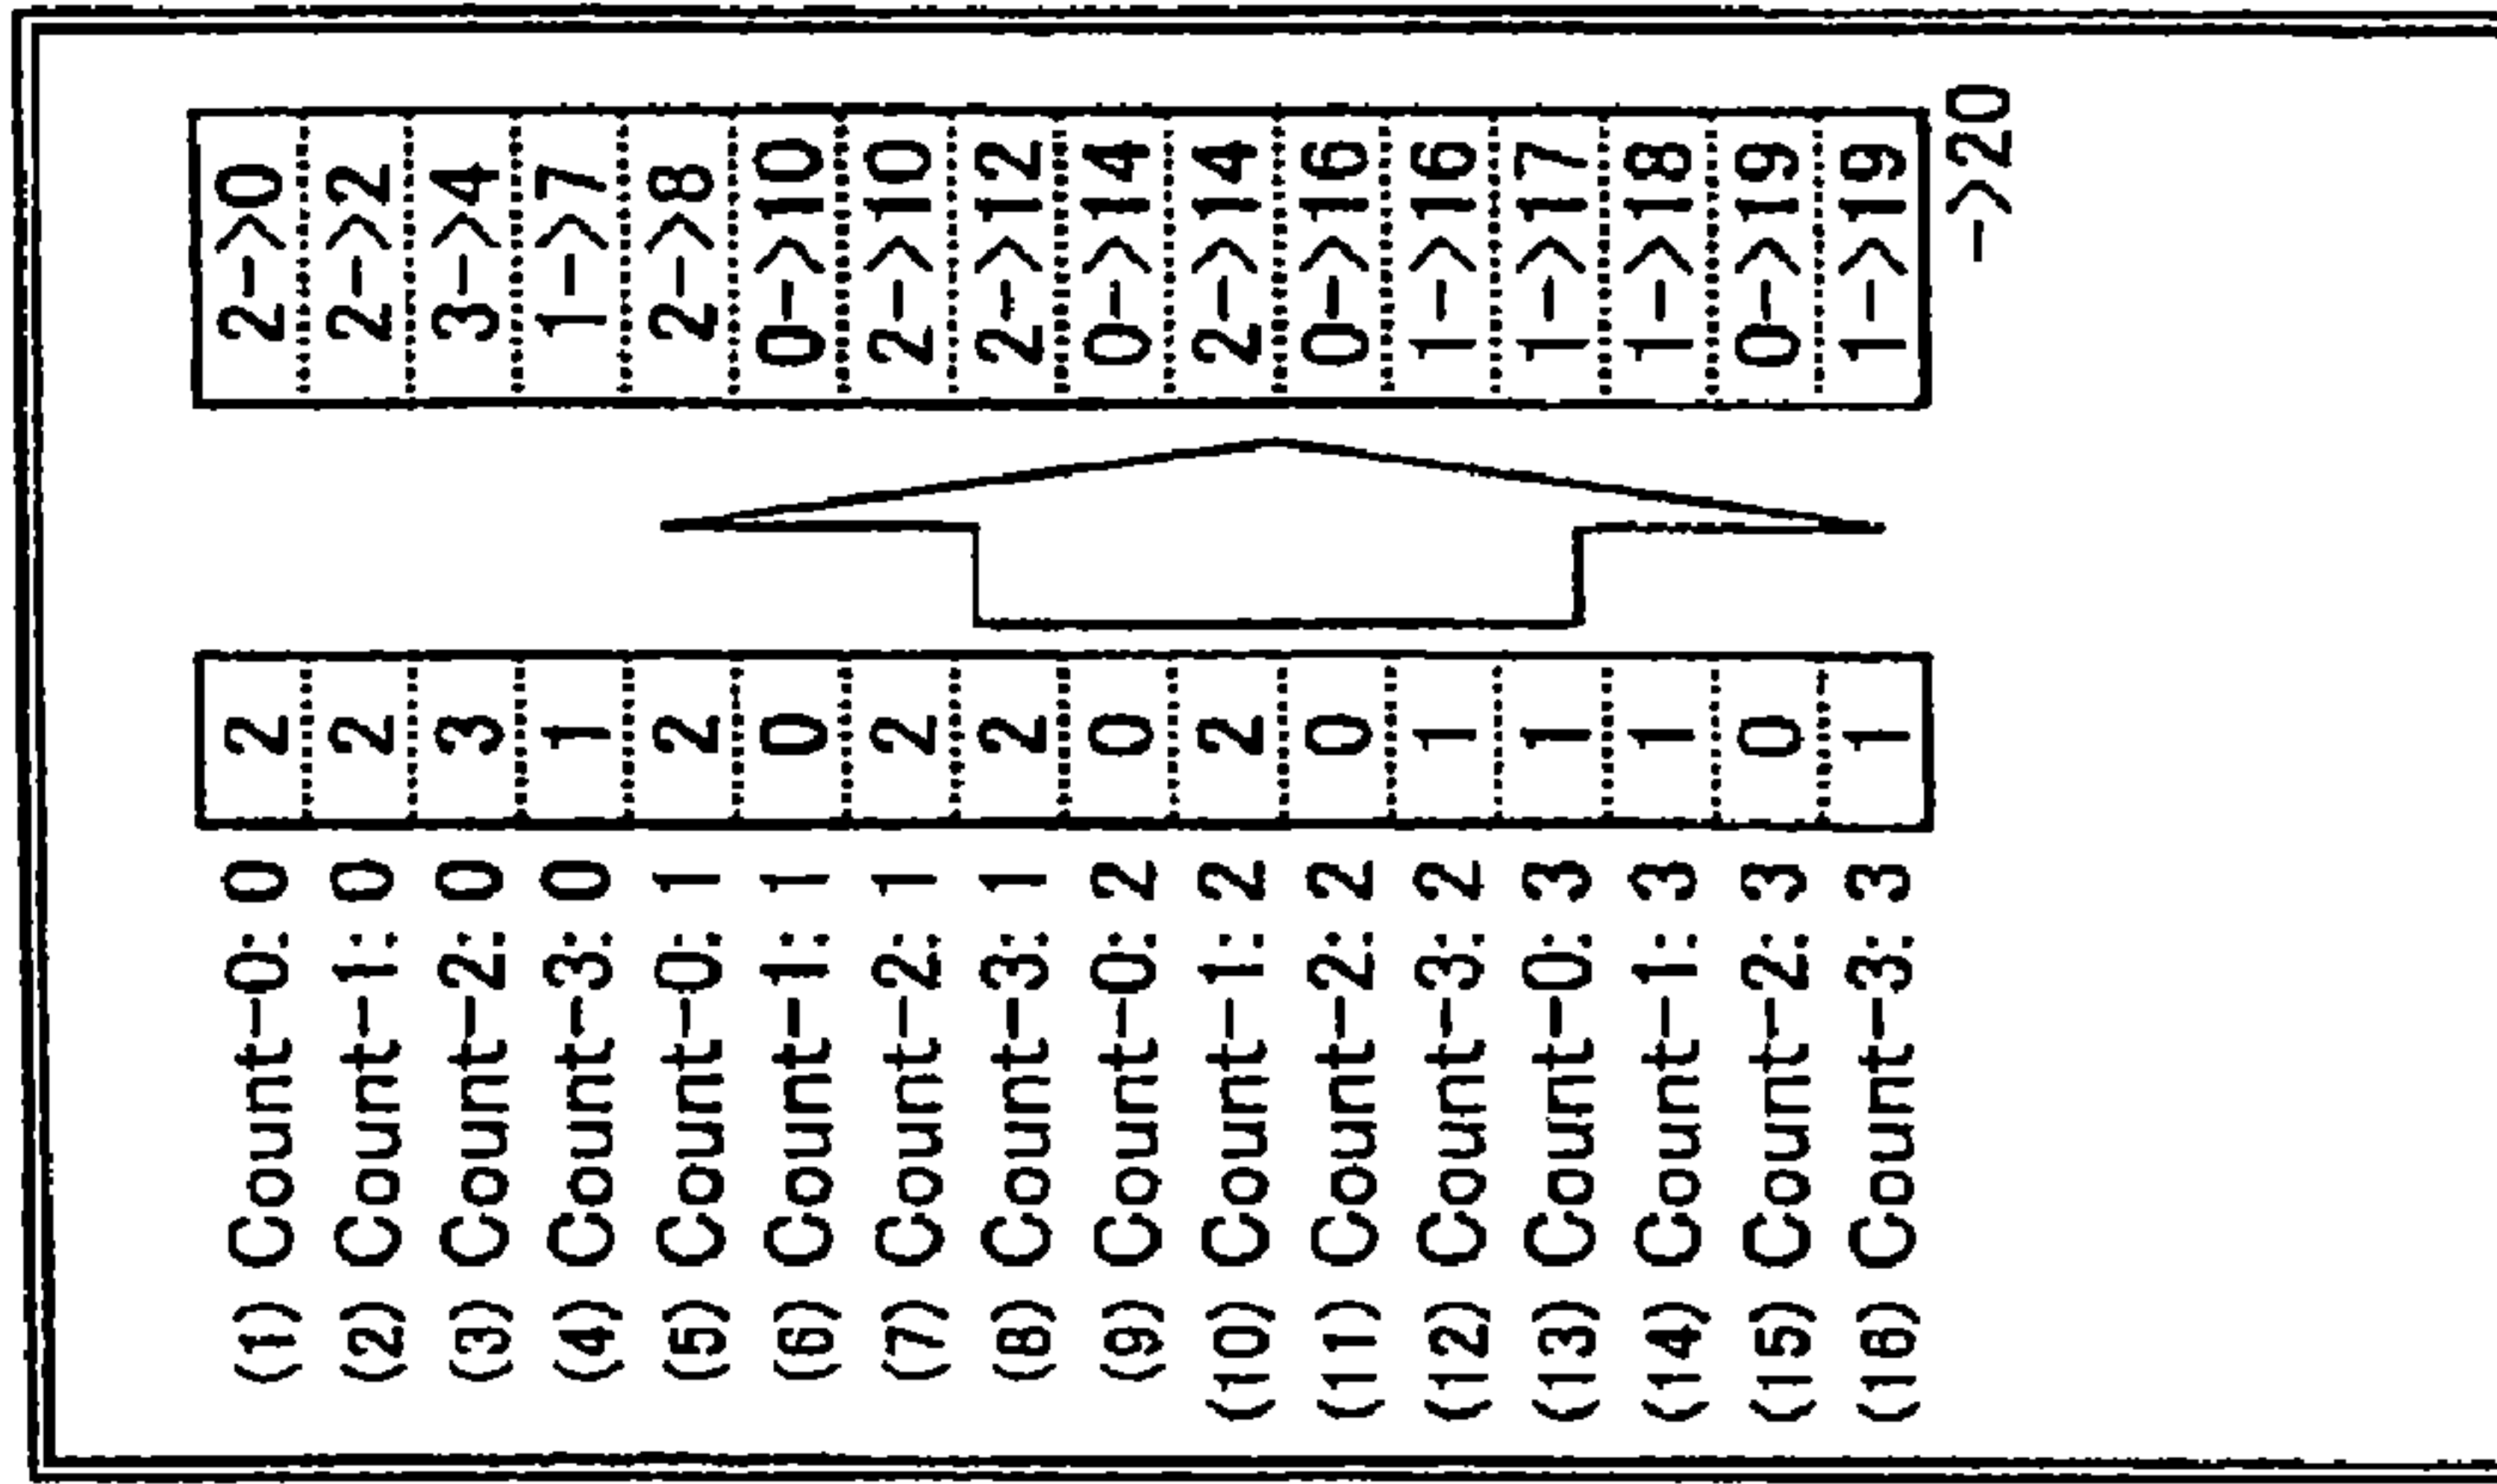 (1) Count-0: 0 2 2->0
(2) Count-1: 0 2 2->2
(3) Count-2: 0 3 3->4
(4) Count-3: 0 1 1->7
(5) Count-0: 1 2 2->8
(6) Count-1: 1 0 0->10
(7) Count-2: 1 2 2->10
(8) Count-3: 1 2 2->12
(9) Count-0: 2 0 0->14
(10) Count-1: 2 2 2->14
(11) Count-2: 2 0 0->16
(12) Count-3: 2 1 1->16
(13) Count-0: 3 1 1->17
(14) Count-1: 3 1 1->18
(15) Count-2: 3 0 0->19
(16) Count-3: 3 1 1->19
->20